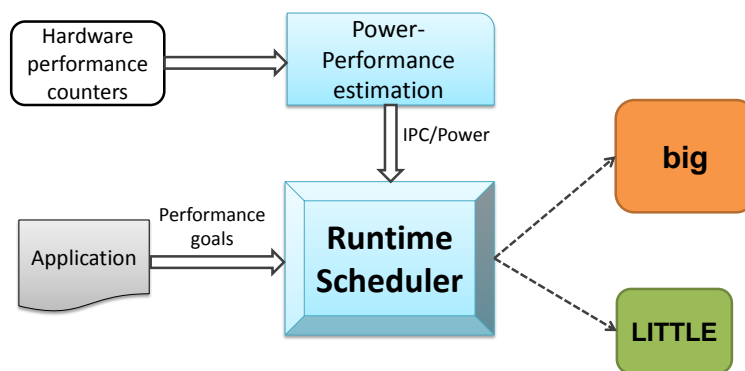 Hardware
performance
counters
Power-
Performance
estimation
IPC/Power
big
Performance
goals
Application
Runtime
Scheduler
LITTLE